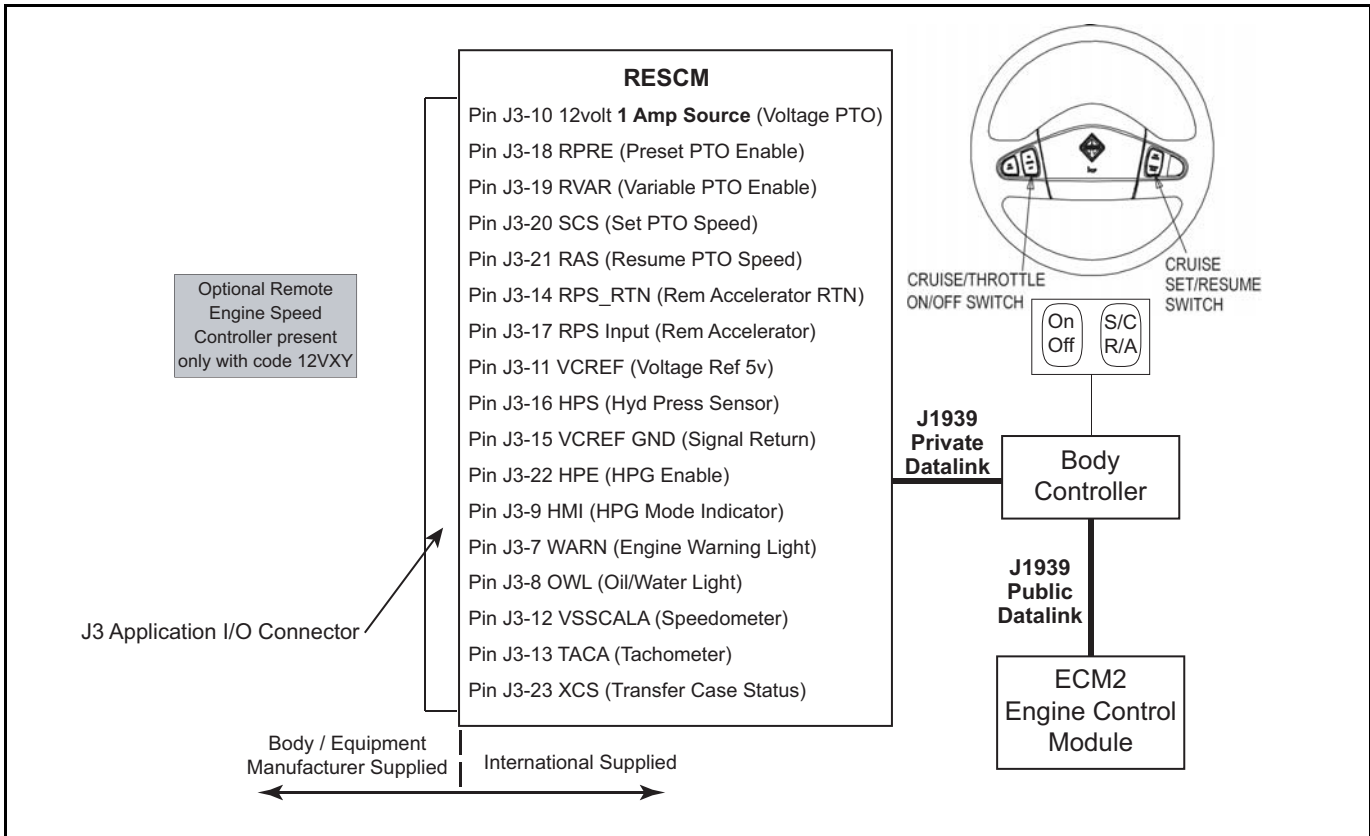 RESCM
Pin J3-10 12volt 1 Amp Source (Voltage PTO)
Pin J3-18 RPRE (Preset PTO Enable)
Pin J3-19 RVAR (Variable PTO Enable)
Pin J3-20 SCS (Set PTO Speed)
Pin J3-21 RAS (Resume PTO Speed)
Pin J3-14 RPS_RTN (Rem Accelerator RTN)
Pin J3-17 RPS Input (Rem Accelerator)
Pin J3-11 VCREF (Voltage Ref 5v)
Pin J3-16 HPS (Hyd Press Sensor)
Pin J3-15 VCREF GND (Signal Return)
Pin J3-22 HPE (HPG Enable)
Pin J3-9 HMI (HPG Mode Indicator)
Pin J3-7 WARN (Engine Warning Light)
Pin J3-8 OWL (Oil/Water Light)
Pin J3-12 VSSCALA (Speedometer)
Pin J3-13 TACA (Tachometer)
Pin J3-23 XCS (Transfer Case Status)
Optional Remote
Engine Speed
Controller present
only with code 12VXY
J3 Application I/O Connector
Body / Equipment
Manufacturer Supplied
International Supplied
CRUISE/THROTTLE
ON/OFF SWITCH
CRUISE
SET/RESUME
SWITCH
On
Off
S/C
R/A
J1939
Private
Datalink
Body
Controller
J1939
Public
Datalink
ECM2
Engine Control
Module